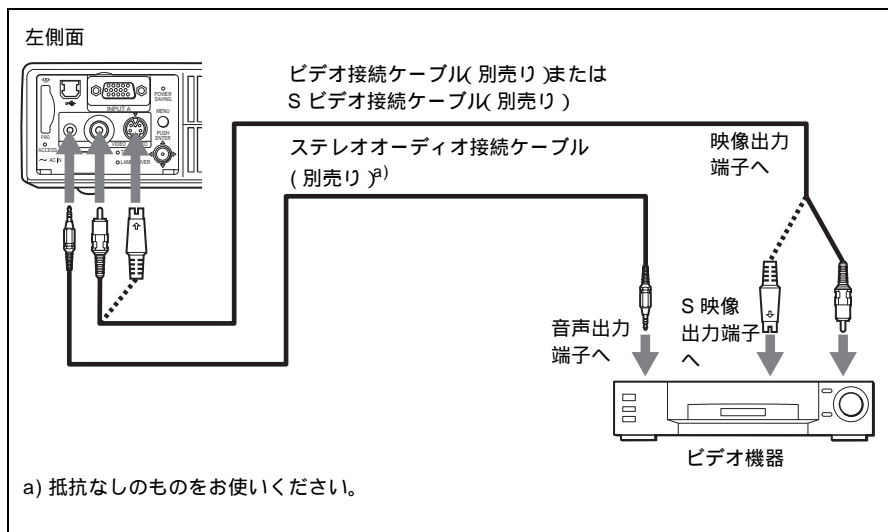 左側面
ビデオ接続ケーブル(別売り)または
S ビデオ接続ケーブル(別売り)
ステレオオーディオ接続ケーブル
(別売り)a)
映像出力
端子へ
POWER
SAVING
INPUT A
MENU
PUSH
ENTER
PRO
ACCESS
AC IN
VIDEO
音声出力
端子へ
S 映像
出力端子
へ
ビデオ機器
a) 抵抗なしのものをお使いください。